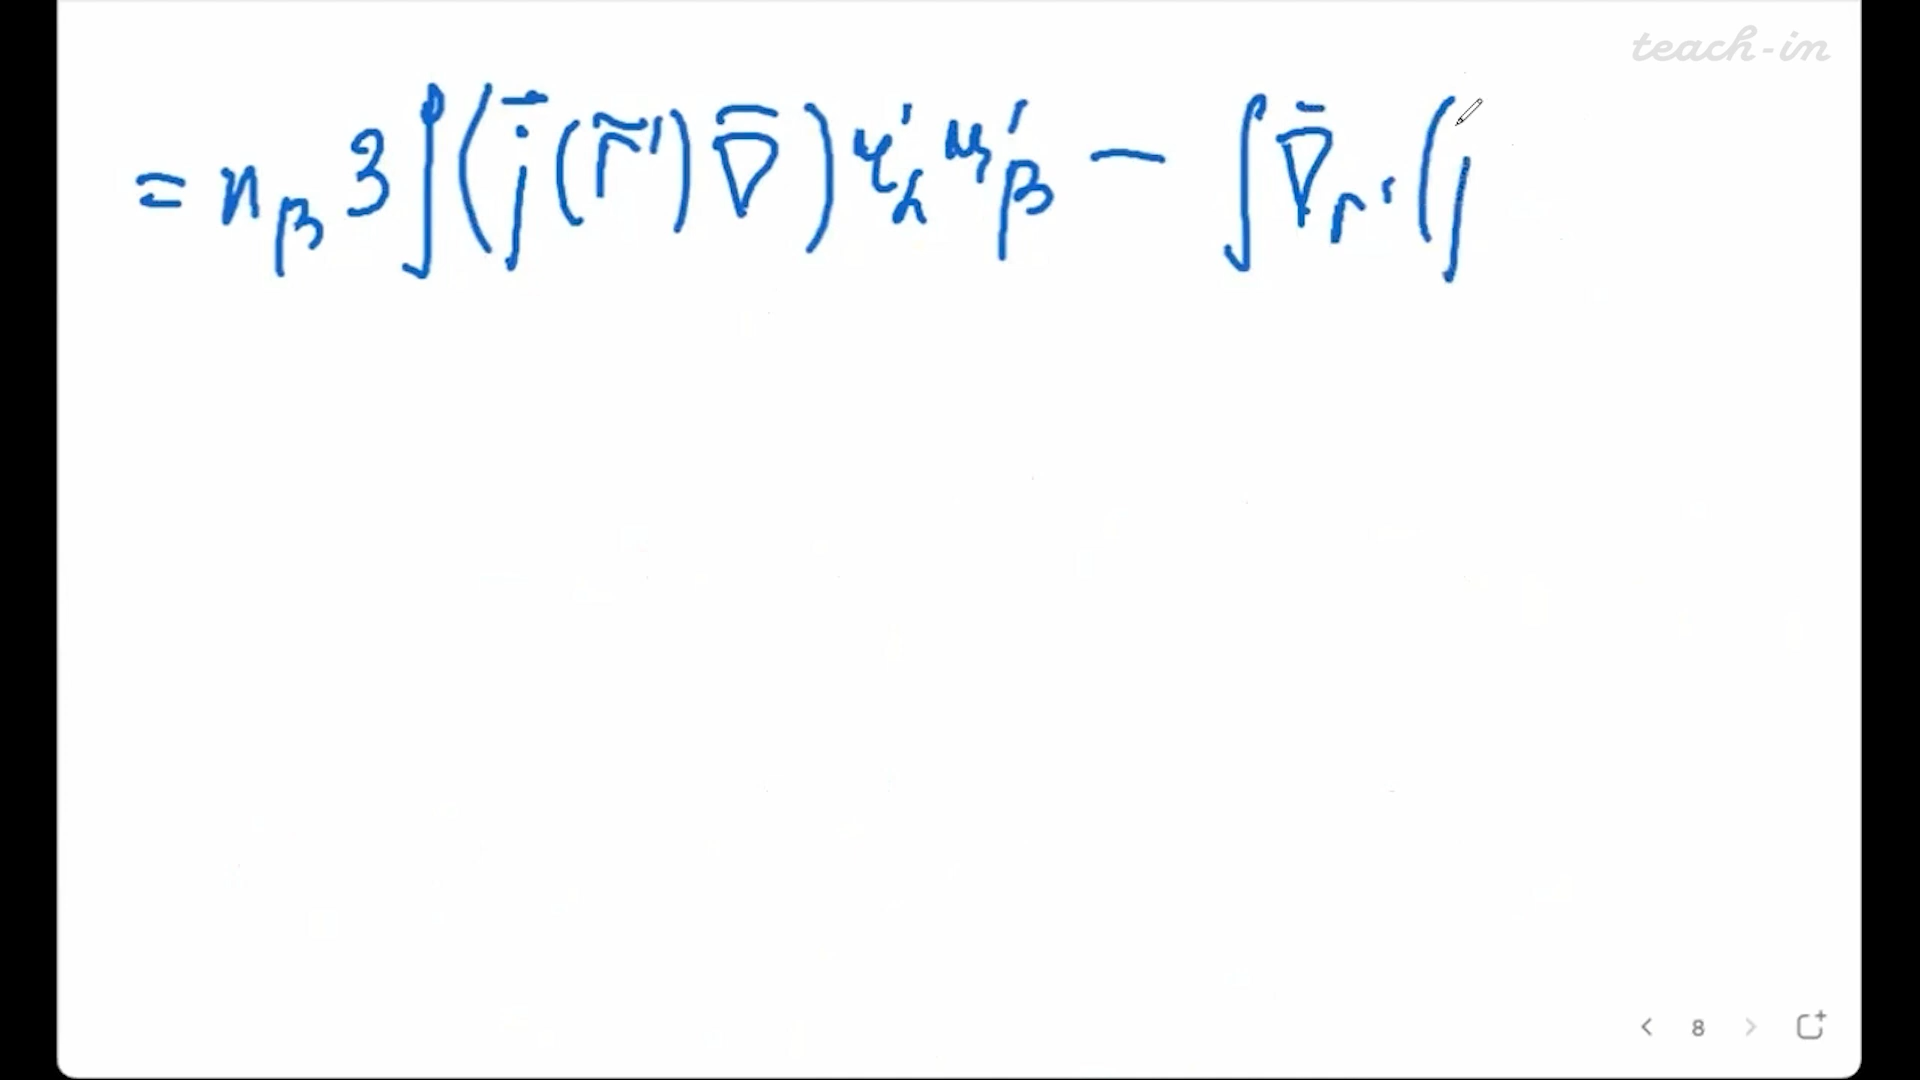 teach-in
= n_β 3 ∫ (j⃗(r̃') ∇̄) r'_α r'_β − ∫ ∇̄_r' (j
8